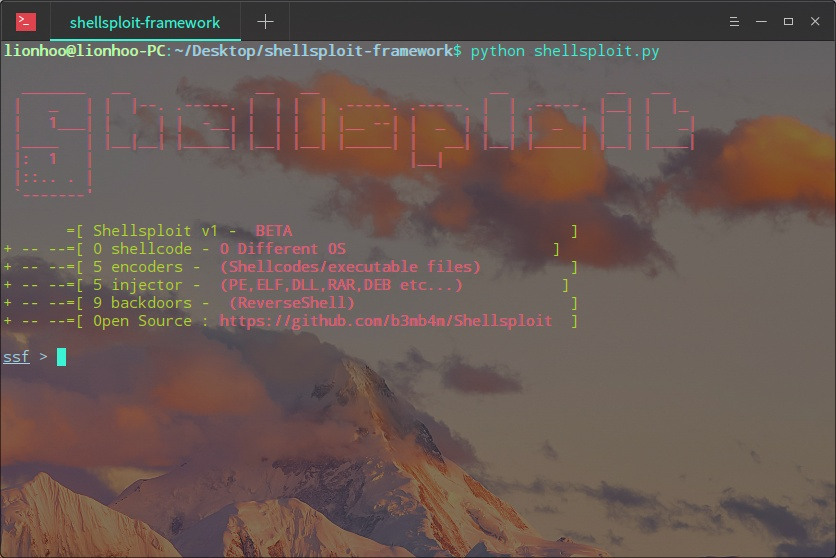 shellsploit-framework
lionhoo@lionhoo-PC:~/Desktop/shellsploit-framework$ python shellsploit.py
Shellsploit
=[ Shellsploit v1 - BETA ]
+ -- --=[ 0 shellcode - 0 Different OS ]
+ -- --=[ 5 encoders - (Shellcodes/executable files) ]
+ -- --=[ 5 injector - (PE,ELF,DLL,RAR,DEB etc...) ]
+ -- --=[ 9 backdoors - (ReverseShell) ]
+ -- --=[ Open Source : https://github.com/b3mb4m/Shellsploit ]
ssf >